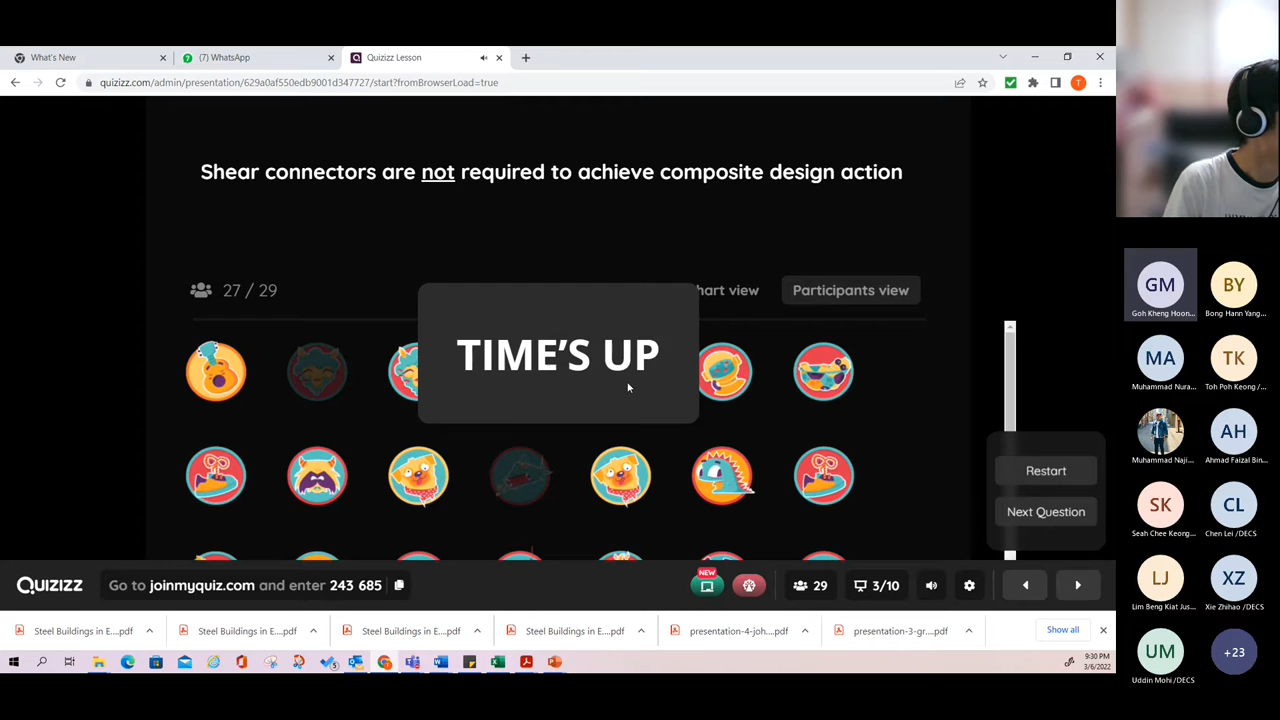 What's New
(7) WhatsApp
Quizizz Lesson
quizizz.com/admin/presentation/629a0af550edb9001d347727/start?fromBrowserLoad=true
T
Shear connectors are not required to achieve composite design action
27 / 29
hart view
Participants view
TIME'S UP
Restart
Next Question
QUIZIZZ
Go to joinmyquiz.com and enter 243 685
NEW
29
3/10
Steel Buildings in E....pdf
Steel Buildings in E....pdf
Steel Buildings in E....pdf
Steel Buildings in E....pdf
presentation-4-joh....pdf
presentation-3-gr....pdf
Show all
9:30 PM
3/6/2022
GM
Goh Kheng Hoon...
BY
Bong Hann Yang...
MA
Muhammad Nura...
TK
Toh Poh Keong /...
Muhammad Naji...
AH
Ahmad Faizal Bin...
SK
Seah Chee Keong...
CL
Chen Lei /DECS
LJ
Lim Beng Kiat Jus...
XZ
Xie Zhihao /DECS
UM
Uddin Mohi /DECS
+23